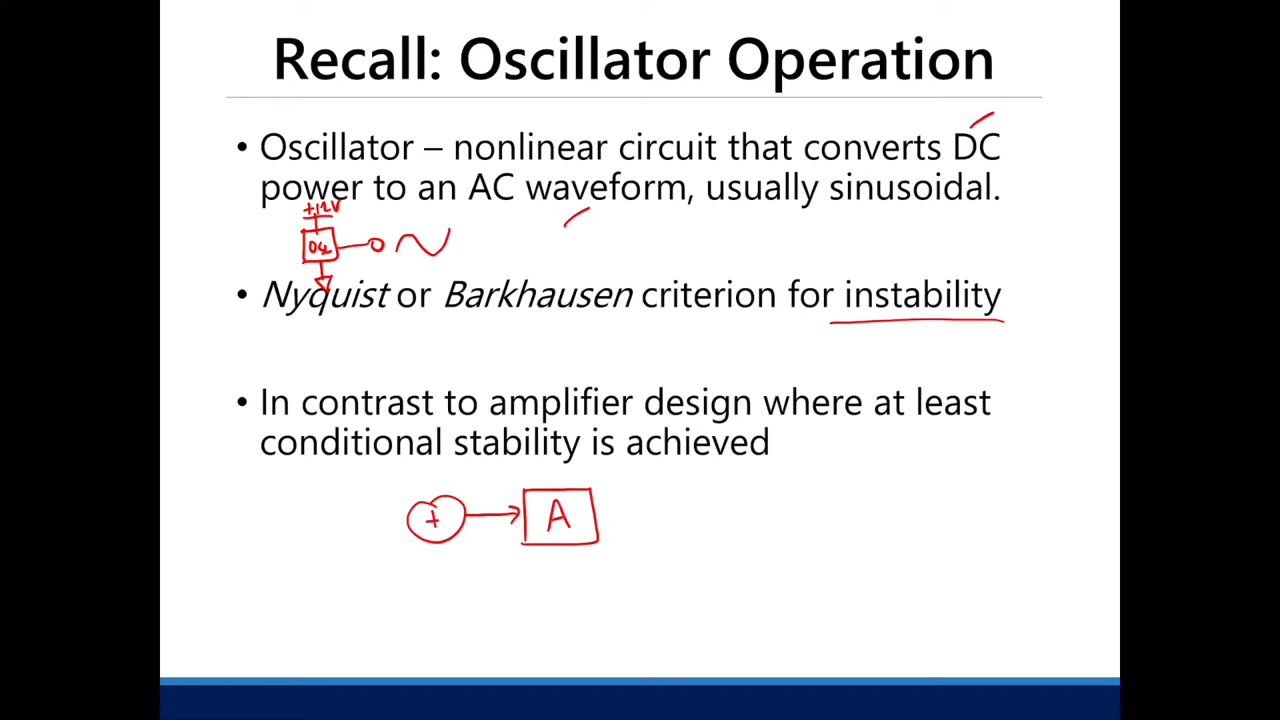 Recall: Oscillator Operation
• Oscillator – nonlinear circuit that converts DC
power to an AC waveform, usually sinusoidal.
+12V
OSC
• Nyquist or Barkhausen criterion for instability
• In contrast to amplifier design where at least
conditional stability is achieved
+
A